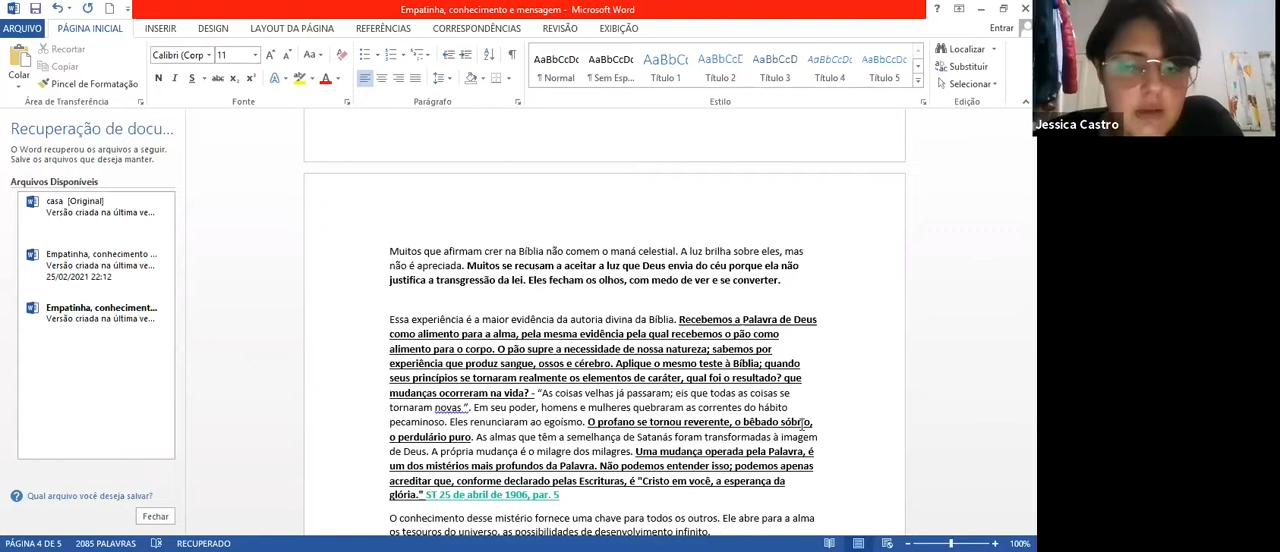 Empatinha, conhecimento e mensagem - Microsoft Word
Entrar
ARQUIVO PÁGINA INICIAL INSERIR DESIGN LAYOUT DA PÁGINA REFERÊNCIAS CORRESPONDÊNCIAS REVISÃO EXIBIÇÃO
Colar
Recortar
Copiar
Pincel de Formatação
Área de Transferência
Calibri (Corp 11
N I S abc x₂ x²
Fonte
Parágrafo
AaBbCcDc AaBbCcDc AaBbCc AaBbCcC AaBbCcD AaBbCcDc AaBbCcDc
¶ Normal ¶ Sem Esp... Título 1 Título 2 Título 3 Título 4 Título 5
Estilo
Localizar
Substituir
Selecionar
Edição
Jessica Castro
Recuperação de docu...
O Word recuperou os arquivos a seguir.
Salve os arquivos que deseja manter.
Arquivos Disponíveis
casa [Original]
Versão criada na última ve...
Empatinha, conhecimento ...
Versão criada na última ve...
25/02/2021 22:12
Empatinha, conheciment...
Versão criada na última ve...
Qual arquivo você deseja salvar?
Fechar
Muitos que afirmam crer na Bíblia não comem o maná celestial. A luz brilha sobre eles, mas
não é apreciada. Muitos se recusam a aceitar a luz que Deus envia do céu porque ela não
justifica a transgressão da lei. Eles fecham os olhos, com medo de ver e se converter.
Essa experiência é a maior evidência da autoria divina da Bíblia. Recebemos a Palavra de Deus
como alimento para a alma, pela mesma evidência pela qual recebemos o pão como
alimento para o corpo. O pão supre a necessidade de nossa natureza; sabemos por
experiência que produz sangue, ossos e cérebro. Aplique o mesmo teste à Bíblia; quando
seus princípios se tornaram realmente os elementos de caráter, qual foi o resultado? que
mudanças ocorreram na vida? - “As coisas velhas já passaram; eis que todas as coisas se
tornaram novas ”. Em seu poder, homens e mulheres quebraram as correntes do hábito
pecaminoso. Eles renunciaram ao egoísmo. O profano se tornou reverente, o bêbado sóbrio,
o perdulário puro. As almas que têm a semelhança de Satanás foram transformadas à imagem
de Deus. A própria mudança é o milagre dos milagres. Uma mudança operada pela Palavra, é
um dos mistérios mais profundos da Palavra. Não podemos entender isso; podemos apenas
acreditar que, conforme declarado pelas Escrituras, é "Cristo em você, a esperança da
glória." ST 25 de abril de 1906, par. 5
O conhecimento desse mistério fornece uma chave para todos os outros. Ele abre para a alma
os tesouros do universo, as possibilidades de desenvolvimento infinito.
PÁGINA 4 DE 5 2085 PALAVRAS RECUPERADO 100%